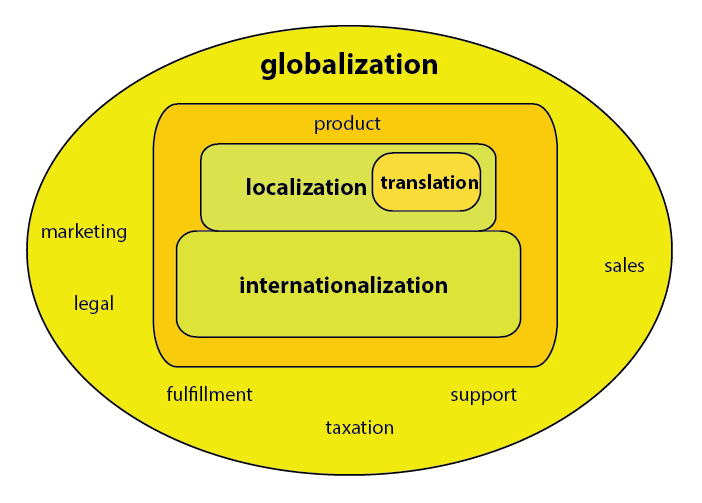 globalization
product
localization
translation
internationalization
marketing
legal
sales
fulfillment
support
taxation